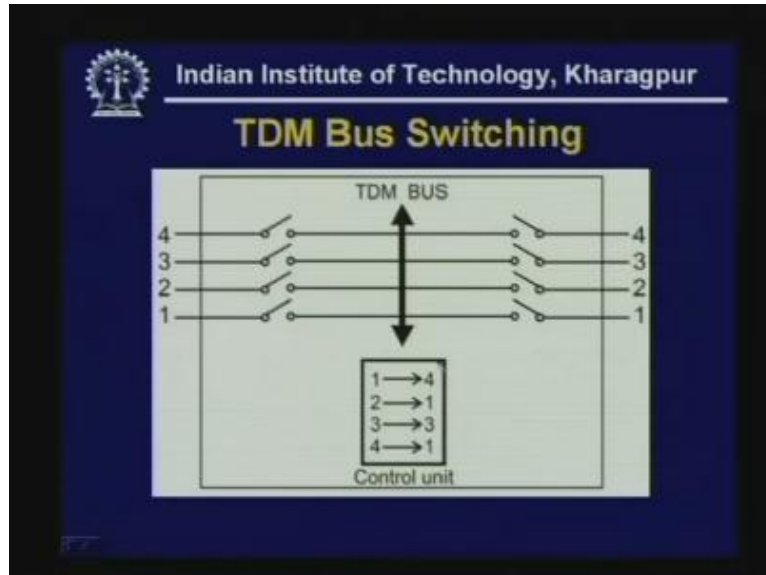 Indian Institute of Technology, Kharagpur
TDM Bus Switching
TDM BUS
4 4
3 3
2 2
1 1
1→4
2→1
3→3
4→1
Control unit